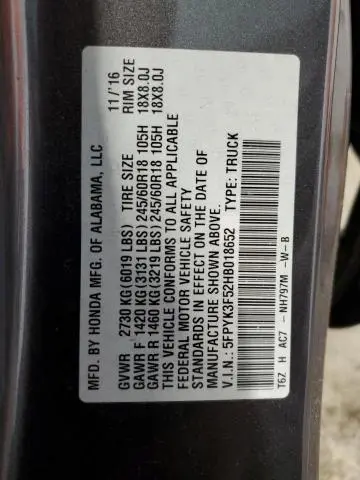 MFD. BY HONDA MFG. OF ALABAMA, LLC 11/16
GVWR 2730 KG (6019 LBS) TIRE SIZE RIM SIZE
GAWR F 1420 KG (3131 LBS) 245/60R18 105H 18X8.0J
GAWR R 1460 KG (3219 LBS) 245/60R18 105H 18X8.0J
THIS VEHICLE CONFORMS TO ALL APPLICABLE
FEDERAL MOTOR VEHICLE SAFETY
STANDARDS IN EFFECT ON THE DATE OF
MANUFACTURE SHOWN ABOVE.
V.I.N.: 5FPYK3F52HB018652 TYPE: TRUCK
T6Z H AC7 - NH797M -W-B